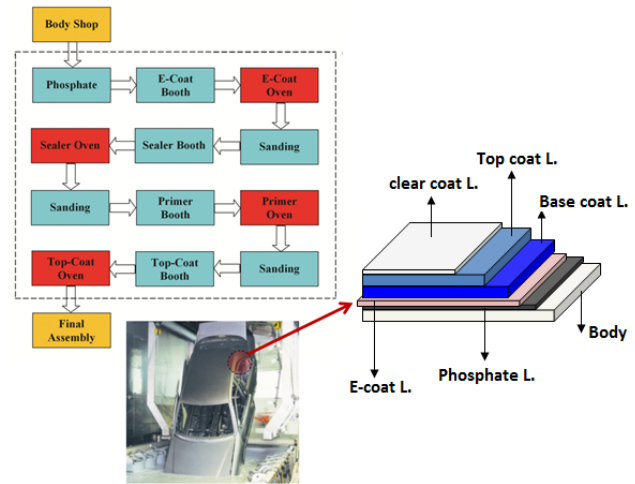 Body Shop
Phosphate
E-Coat
Booth
E-Coat
Oven
Sealer Oven
Sealer Booth
Sanding
Sanding
Primer
Booth
Primer
Oven
Top-Coat
Oven
Top-Coat
Booth
Sanding
Final
Assembly
Top coat L.
clear coat L.
Base coat L.
Body
Phosphate L.
E-coat L.